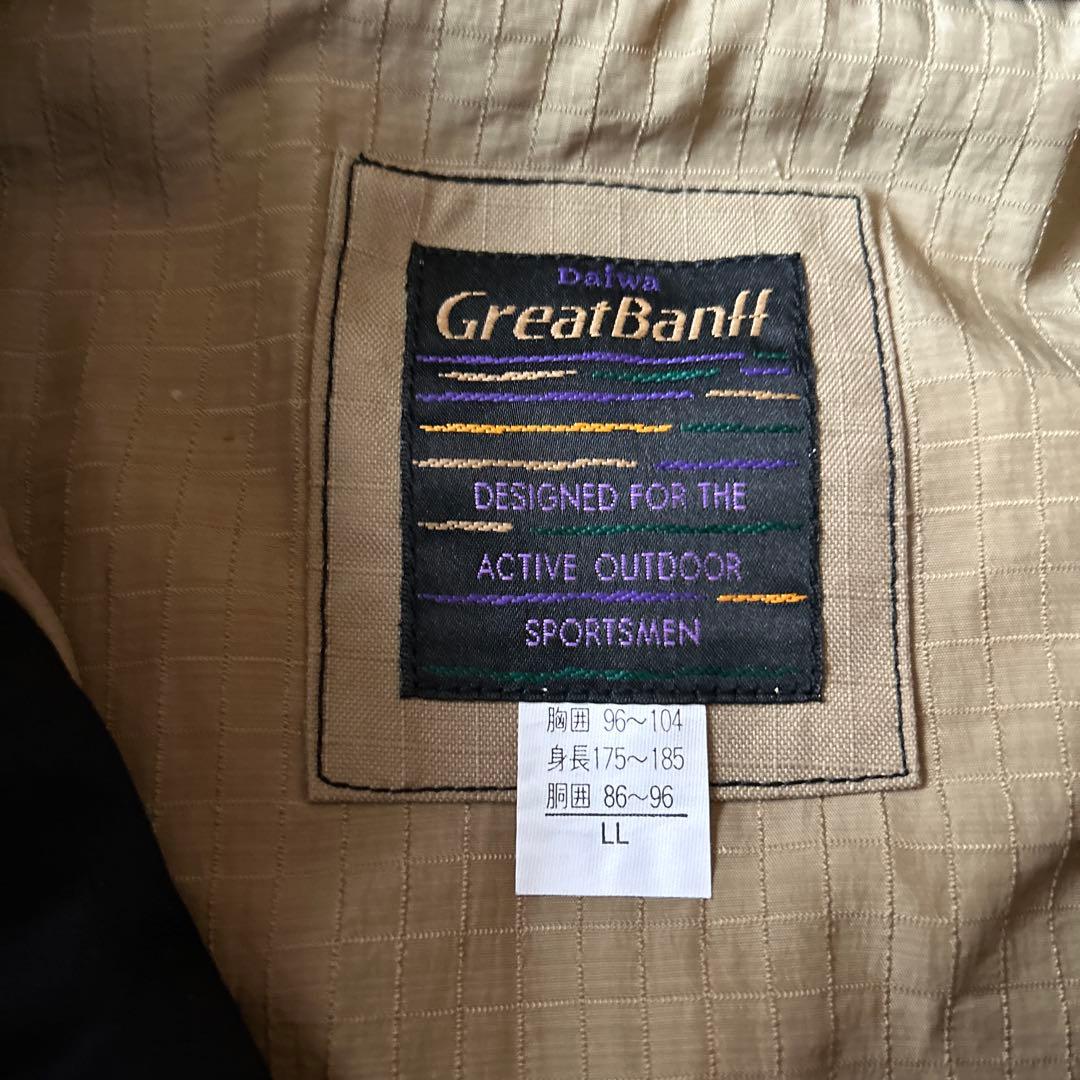 Daiwa
GreatBanff
DESIGNED FOR THE
ACTIVE OUTDOOR
SPORTSMEN
胸囲 96〜104
身長175〜185
胴囲 86〜96
LL